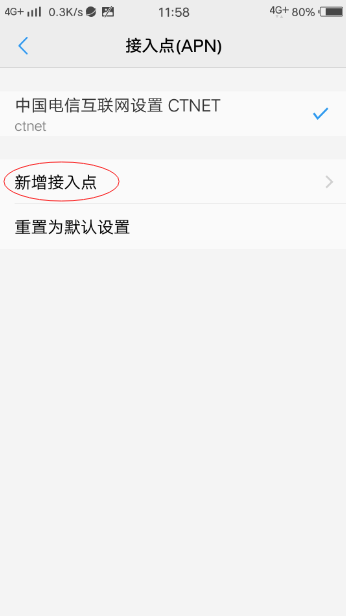 4G+ 0.3K/s 11:58 4G+ 80%
接入点(APN)
中国电信互联网设置 CTNET
ctnet
新增接入点
重置为默认设置